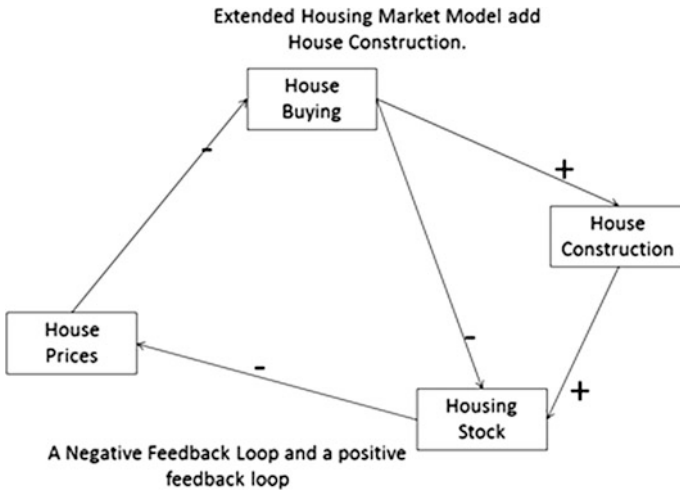 Extended Housing Market Model add
House Construction.
House
Buying
-
+
House
Construction
House
Prices
-
-
+
Housing
Stock
A Negative Feedback Loop and a positive
feedback loop